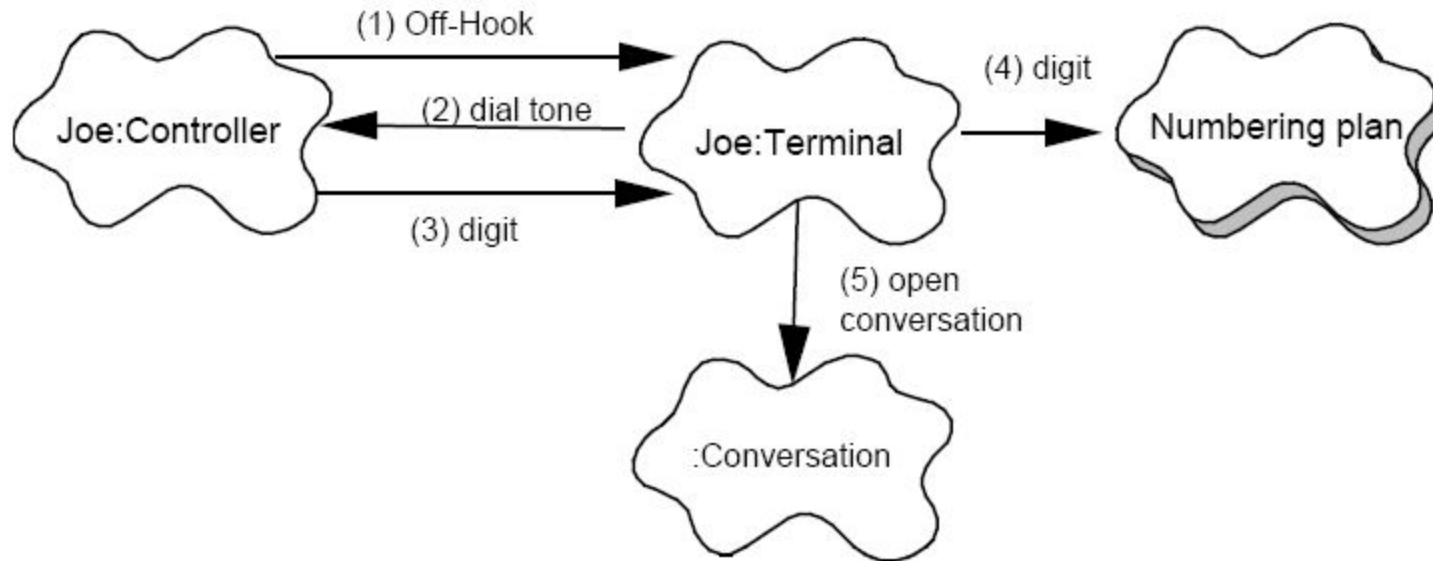 (1) Off-Hook
Joe:Controller
(2) dial tone
(3) digit
Joe:Terminal
(4) digit
Numbering plan
(5) open
conversation
:Conversation